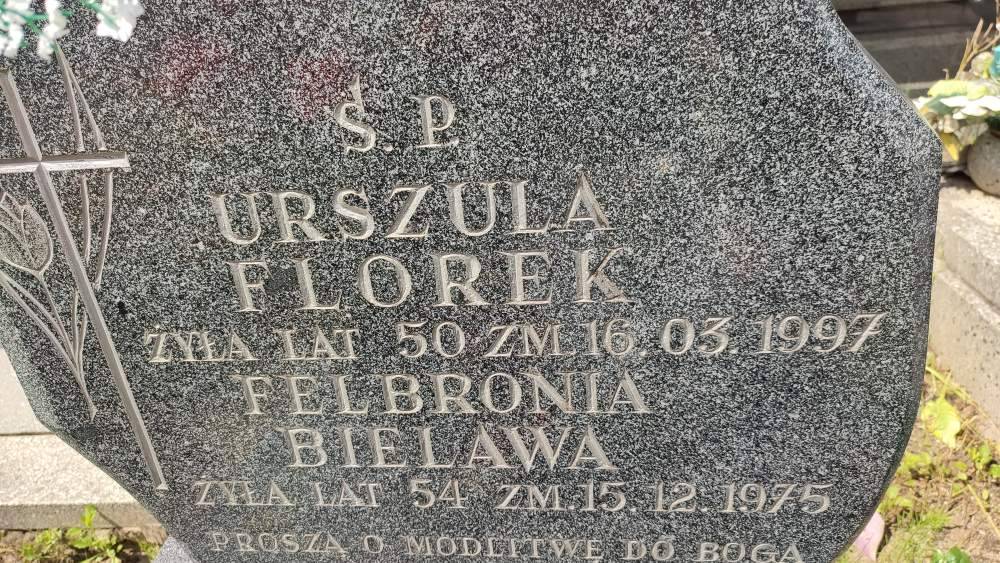 Ś. P.
URSZULA
FLOREK
ŻYŁA LAT 50 ZM. 16. 03. 1997
FELBRONIA
BIELAWA
ŻYŁA LAT 54 ZM. 15. 12. 1975
PROSZĄ O MODLITWĘ DO BOGA